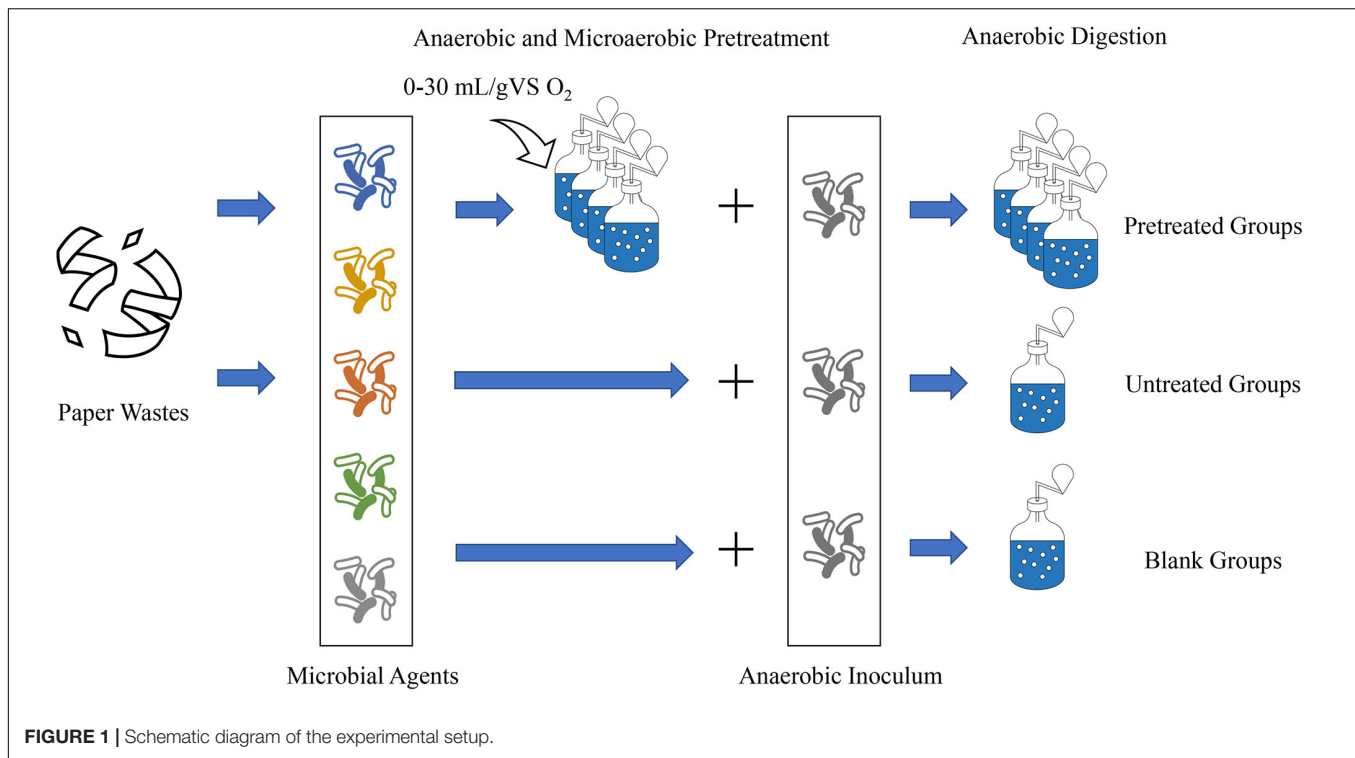 Anaerobic and Microaerobic Pretreatment
Anaerobic Digestion
0-30 mL/gVS O₂
Pretreated Groups
Paper Wastes
Untreated Groups
Blank Groups
Microbial Agents
Anaerobic Inoculum
FIGURE 1 | Schematic diagram of the experimental setup.